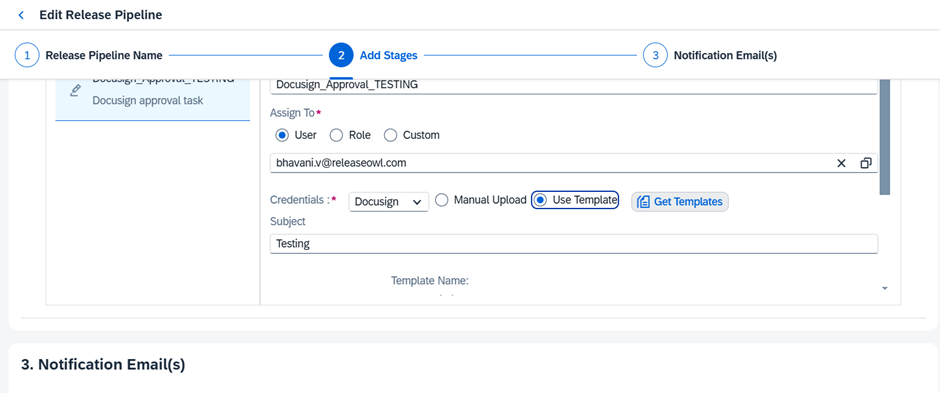 Edit Release Pipeline
1 Release Pipeline Name 2 Add Stages 3 Notification Email(s)
Docusign_Approval_TESTING
Docusign approval task
Docusign_Approval_TESTING
Assign To*
User Role Custom
bhavani.v@releaseowl.com
Credentials :* Docusign Manual Upload Use Template Get Templates
Subject
Testing
Template Name:
3. Notification Email(s)